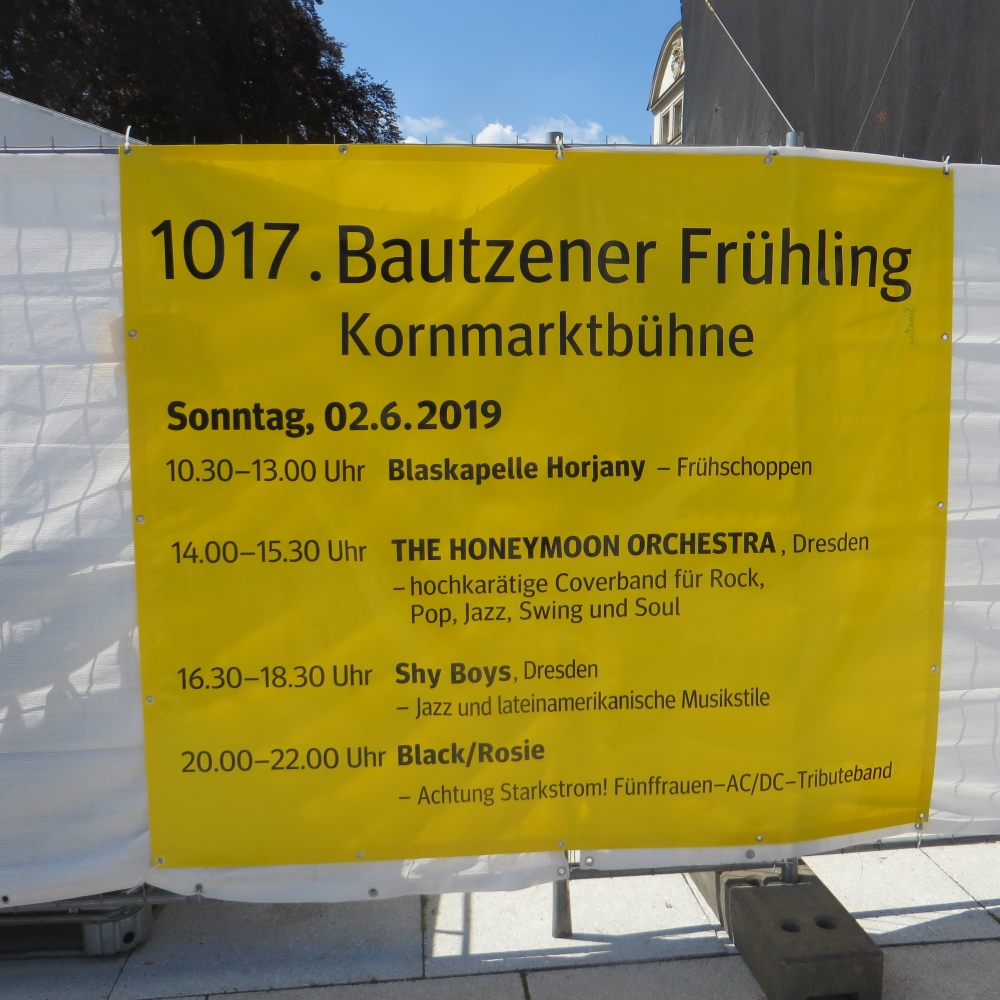 1017. Bautzener Frühling
Kornmarktbühne
Sonntag, 02.6.2019
10.30–13.00 Uhr Blaskapelle Horjany – Frühschoppen
14.00–15.30 Uhr THE HONEYMOON ORCHESTRA, Dresden
– hochkarätige Coverband für Rock,
Pop, Jazz, Swing und Soul
16.30–18.30 Uhr Shy Boys, Dresden
– Jazz und lateinamerikanische Musikstile
20.00–22.00 Uhr Black/Rosie
– Achtung Starkstrom! Fünffrauen–AC/DC–Tributeband